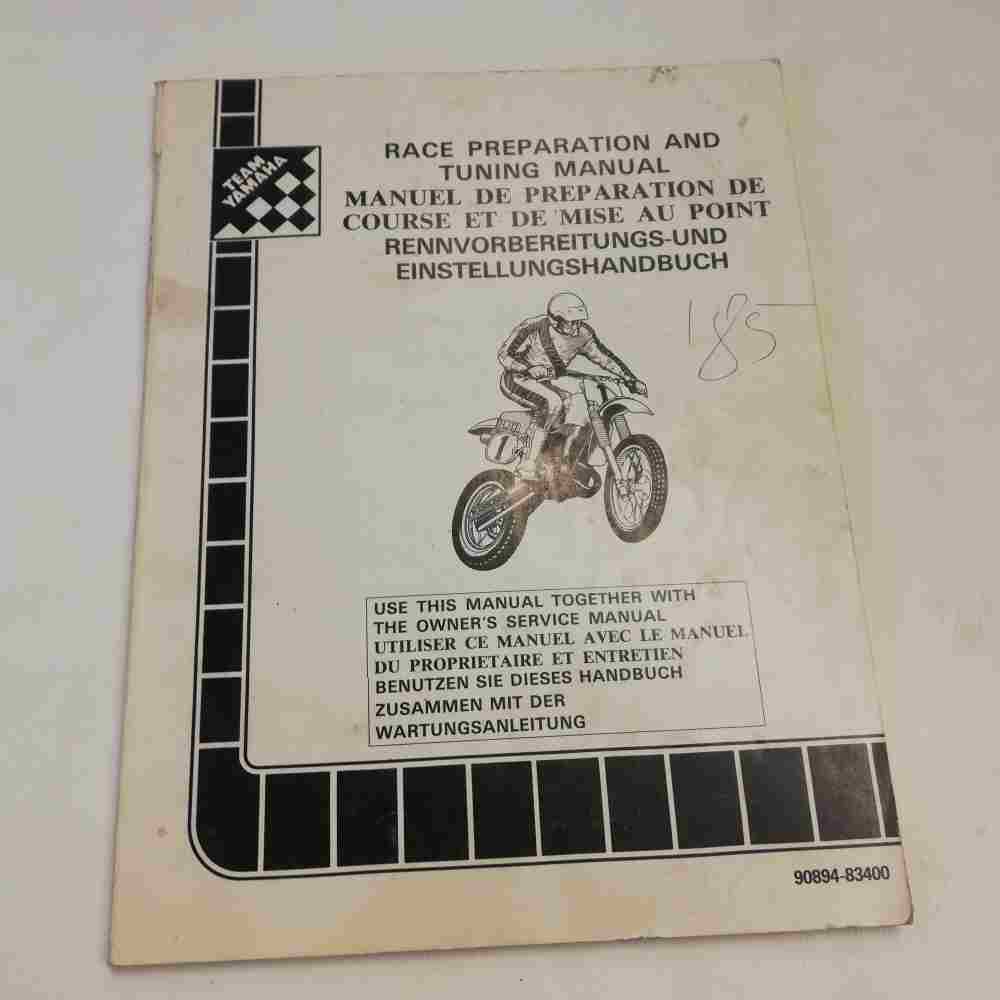 TEAM
YAMAHA
RACE PREPARATION AND
TUNING MANUAL
MANUEL DE PREPARATION DE
COURSE ET DE MISE AU POINT
RENNVORBEREITUNGS-UND
EINSTELLUNGSHANDBUCH
185
1
USE THIS MANUAL TOGETHER WITH
THE OWNER'S SERVICE MANUAL
UTILISER CE MANUEL AVEC LE MANUEL
DU PROPRIETAIRE ET ENTRETIEN
BENUTZEN SIE DIESES HANDBUCH
ZUSAMMEN MIT DER
WARTUNGSANLEITUNG
90894-83400